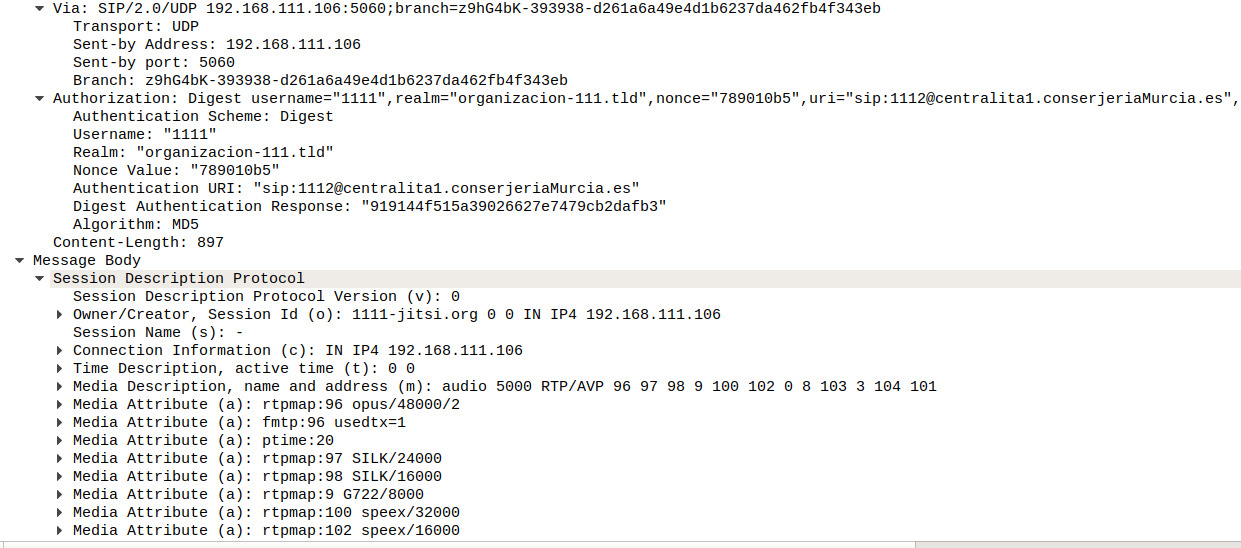 Via: SIP/2.0/UDP 192.168.111.106:5060;branch=z9hG4bK-393938-d261a6a49e4d1b6237da462fb4f343eb
Transport: UDP
Sent-by Address: 192.168.111.106
Sent-by port: 5060
Branch: z9hG4bK-393938-d261a6a49e4d1b6237da462fb4f343eb
Authorization: Digest username="1111",realm="organizacion-111.tld",nonce="789010b5",uri="sip:1112@centralita1.conserjeriaMurcia.es",
Authentication Scheme: Digest
Username: "1111"
Realm: "organizacion-111.tld"
Nonce Value: "789010b5"
Authentication URI: "sip:1112@centralita1.conserjeriaMurcia.es"
Digest Authentication Response: "919144f515a39026627e7479cb2dafb3"
Algorithm: MD5
Content-Length: 897
Message Body
Session Description Protocol
Session Description Protocol Version (v): 0
Owner/Creator, Session Id (o): 1111-jitsi.org 0 0 IN IP4 192.168.111.106
Session Name (s): -
Connection Information (c): IN IP4 192.168.111.106
Time Description, active time (t): 0 0
Media Description, name and address (m): audio 5000 RTP/AVP 96 97 98 9 100 102 0 8 103 3 104 101
Media Attribute (a): rtpmap:96 opus/48000/2
Media Attribute (a): fmtp:96 usedtx=1
Media Attribute (a): ptime:20
Media Attribute (a): rtpmap:97 SILK/24000
Media Attribute (a): rtpmap:98 SILK/16000
Media Attribute (a): rtpmap:9 G722/8000
Media Attribute (a): rtpmap:100 speex/32000
Media Attribute (a): rtpmap:102 speex/16000